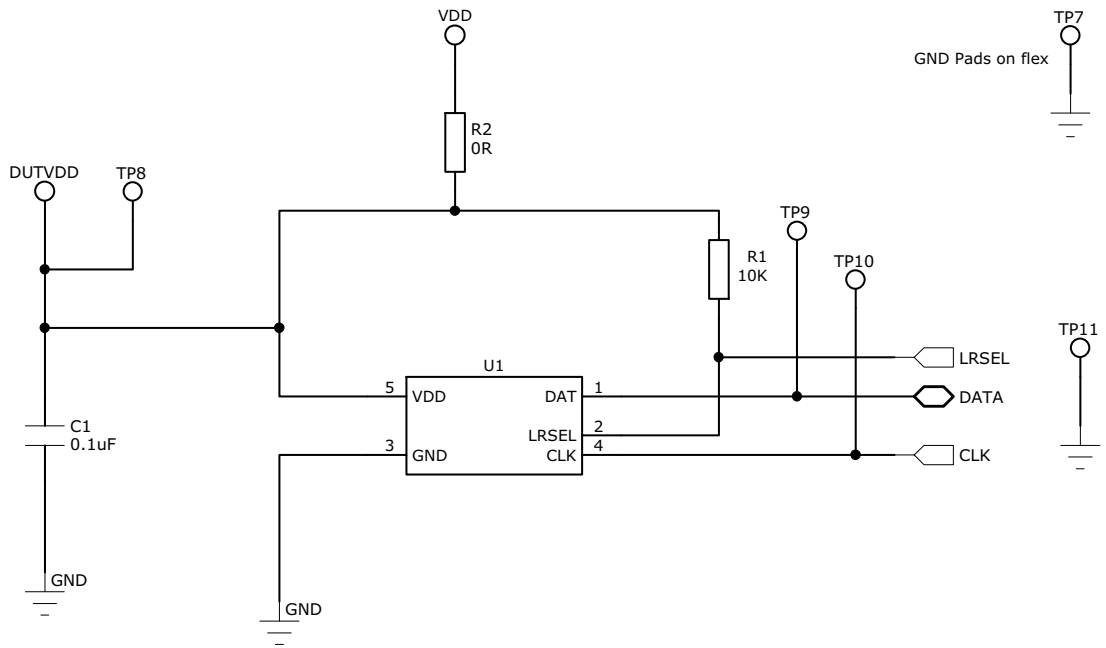 VDD
TP7
GND Pads on flex
R2
0R
DUTVDD
TP8
TP9
R1
10K
TP10
TP11
LRSEL
U1
5 VDD DAT 1
DATA
C1
0.1uF
LRSEL 2
3 GND CLK 4
CLK
GND
GND